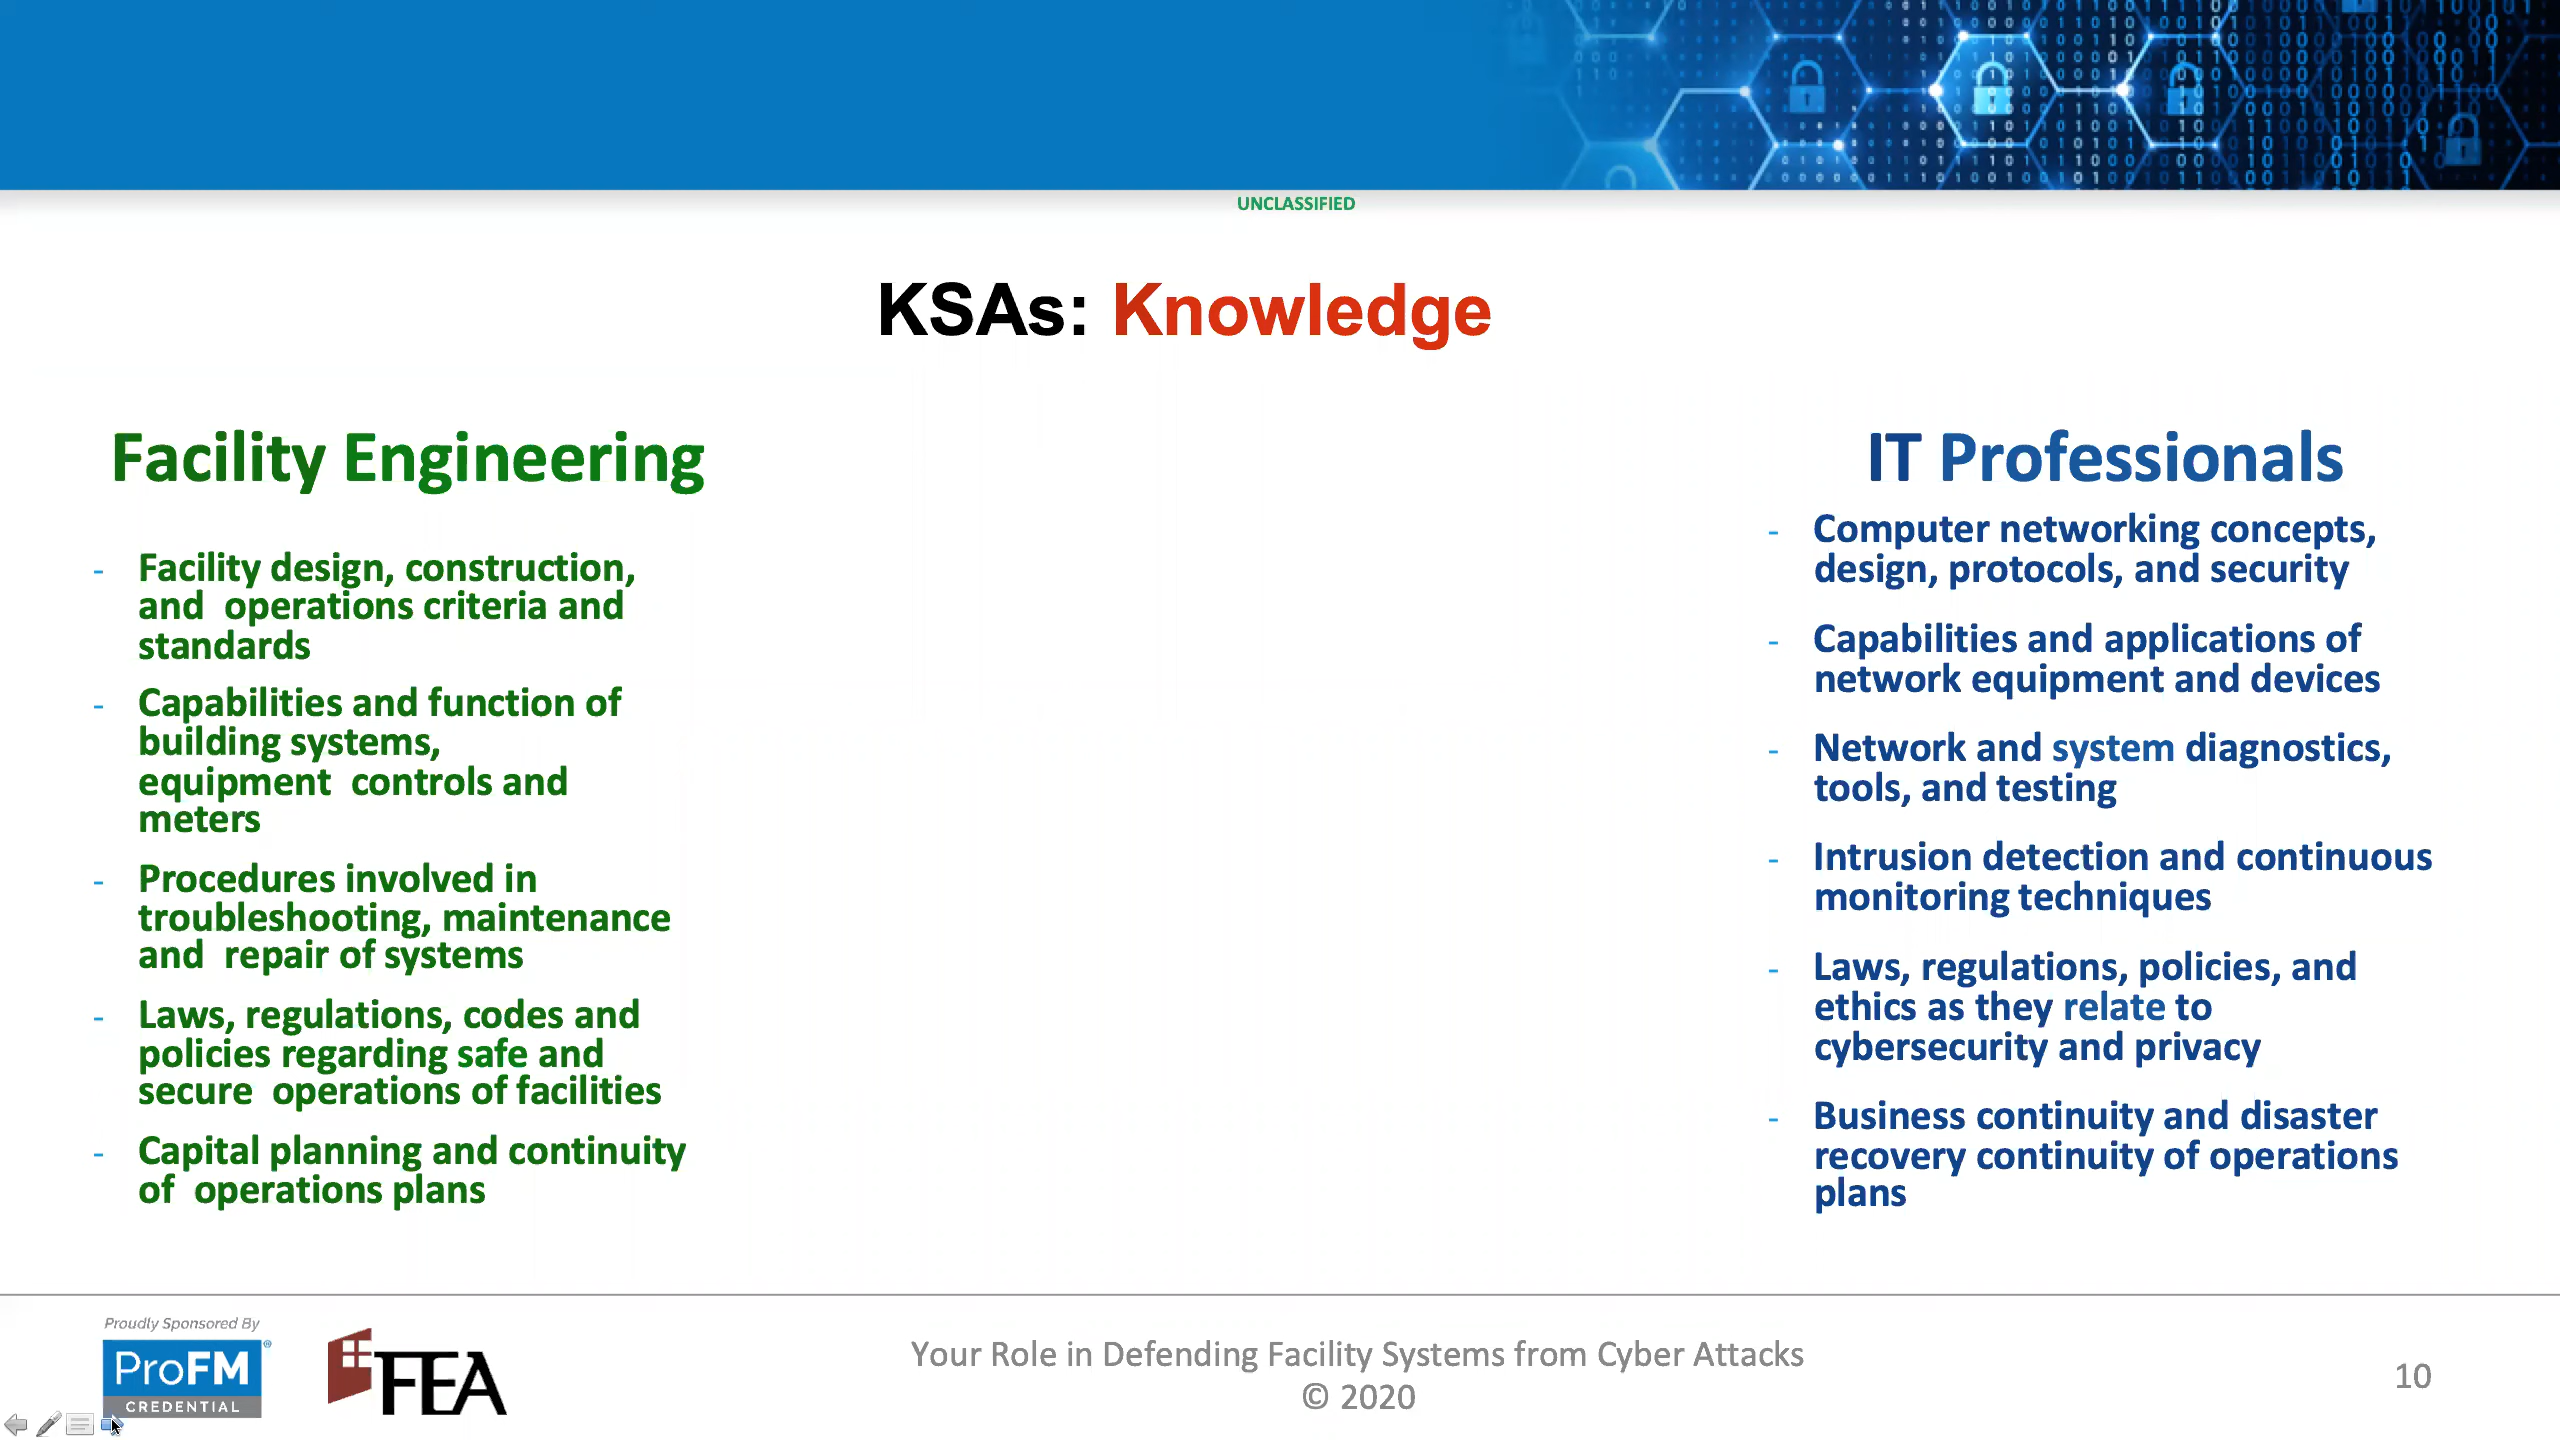 UNCLASSIFIED
KSAs: Knowledge
Facility Engineering
- Facility design, construction,
and operations criteria and
standards
- Capabilities and function of
building systems,
equipment controls and
meters
- Procedures involved in
troubleshooting, maintenance
and repair of systems
- Laws, regulations, codes and
policies regarding safe and
secure operations of facilities
- Capital planning and continuity
of operations plans
IT Professionals
- Computer networking concepts,
design, protocols, and security
- Capabilities and applications of
network equipment and devices
- Network and system diagnostics,
tools, and testing
- Intrusion detection and continuous
monitoring techniques
- Laws, regulations, policies, and
ethics as they relate to
cybersecurity and privacy
- Business continuity and disaster
recovery continuity of operations
plans
Proudly Sponsored By
ProFM®
CREDENTIAL
FEA
Your Role in Defending Facility Systems from Cyber Attacks
© 2020
10